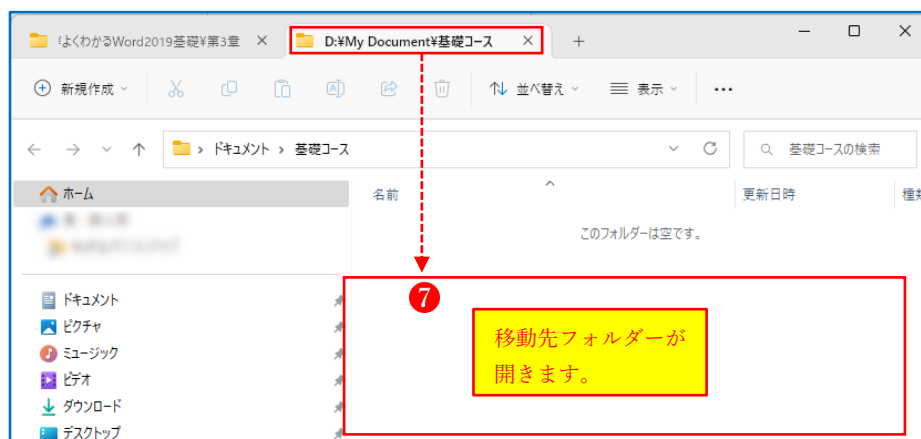 よくわかるWord2019基礎¥第3章
D:¥My Document¥基礎コース
新規作成
並べ替え
表示
ドキュメント › 基礎コース
基礎コースの検索
ホーム
名前
更新日時
種類
このフォルダーは空です。
ドキュメント
ピクチャ
ミュージック
ビデオ
ダウンロード
デスクトップ
❼
移動先フォルダーが
開きます。